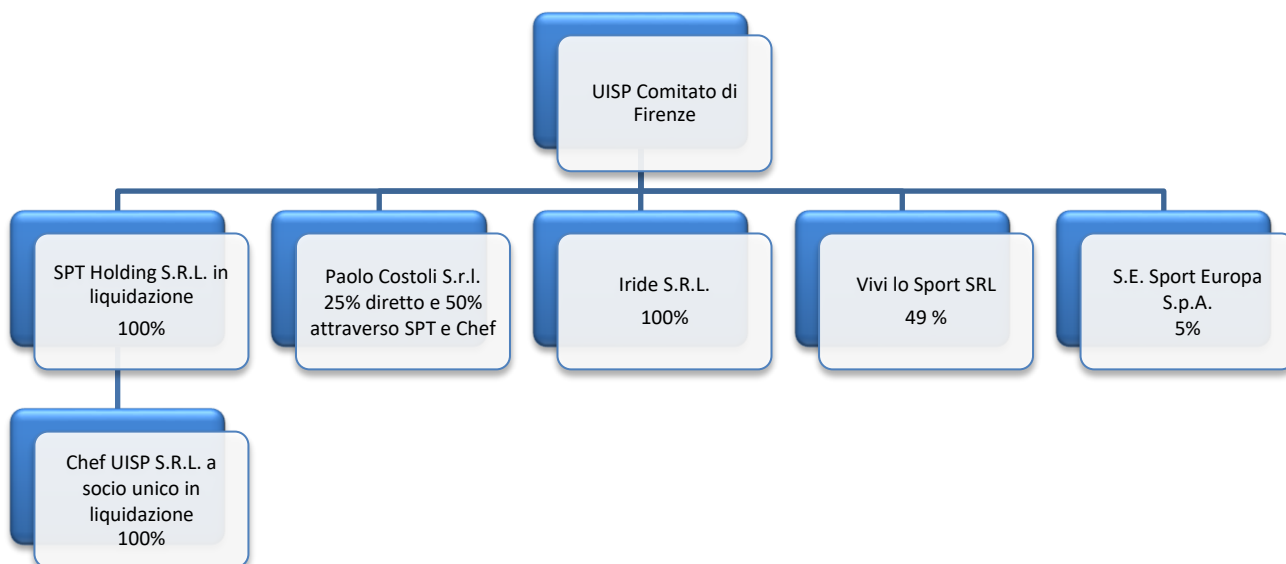 UISP Comitato di
Firenze
SPT Holding S.R.L. in
liquidazione
100%
Paolo Costoli S.r.l.
25% diretto e 50%
attraverso SPT e Chef
Iride S.R.L.
100%
Vivi lo Sport SRL
49 %
S.E. Sport Europa
S.p.A.
5%
Chef UISP S.R.L. a
socio unico in
liquidazione
100%